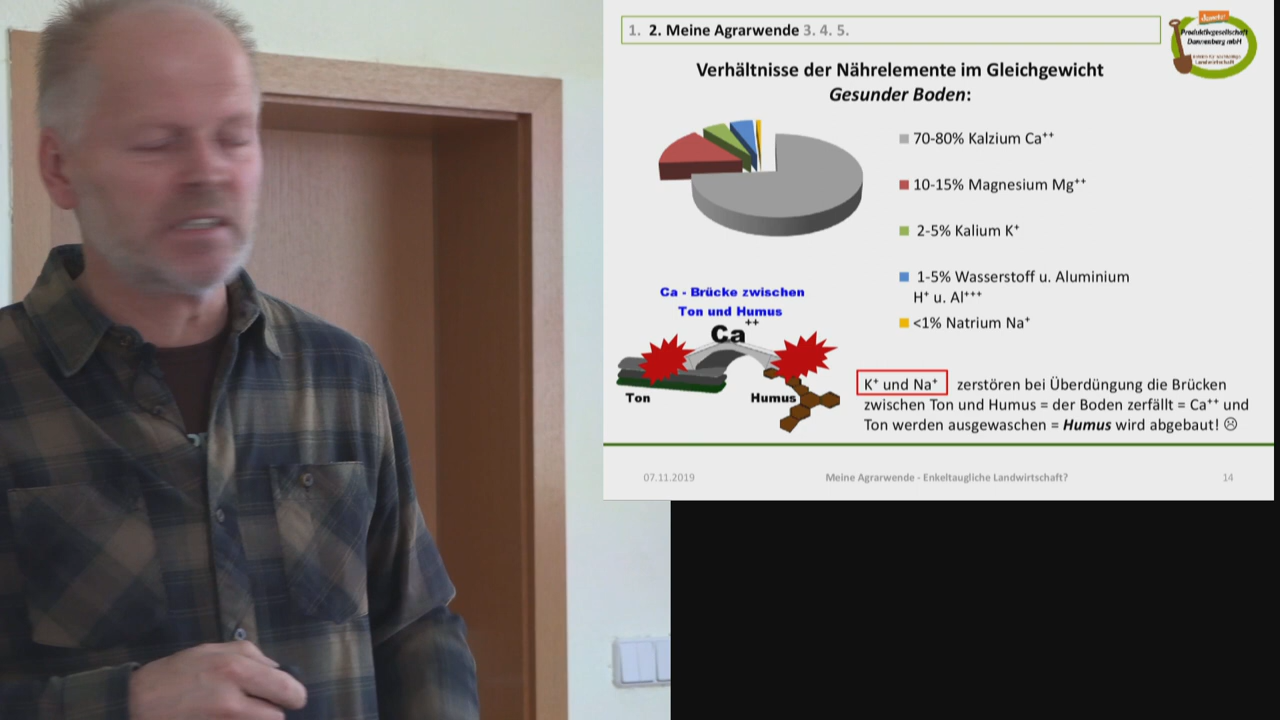 1. 2. Meine Agrarwende 3. 4. 5.
demeter
Produktivgesellschaft
Dannenberg mbH
Verhältnisse der Nährelemente im Gleichgewicht
Gesunder Boden:
70-80% Kalzium Ca⁺⁺
10-15% Magnesium Mg⁺⁺
2-5% Kalium K⁺
1-5% Wasserstoff u. Aluminium
H⁺ u. Al⁺⁺⁺
<1% Natrium Na⁺
Ca - Brücke zwischen
Ton und Humus
Ca⁺⁺
Ton
Humus
K⁺ und Na⁺ zerstören bei Überdüngung die Brücken
zwischen Ton und Humus = der Boden zerfällt = Ca⁺⁺ und
Ton werden ausgewaschen = Humus wird abgebaut! ☹
07.11.2019
Meine Agrarwende - Enkeltaugliche Landwirtschaft?
14